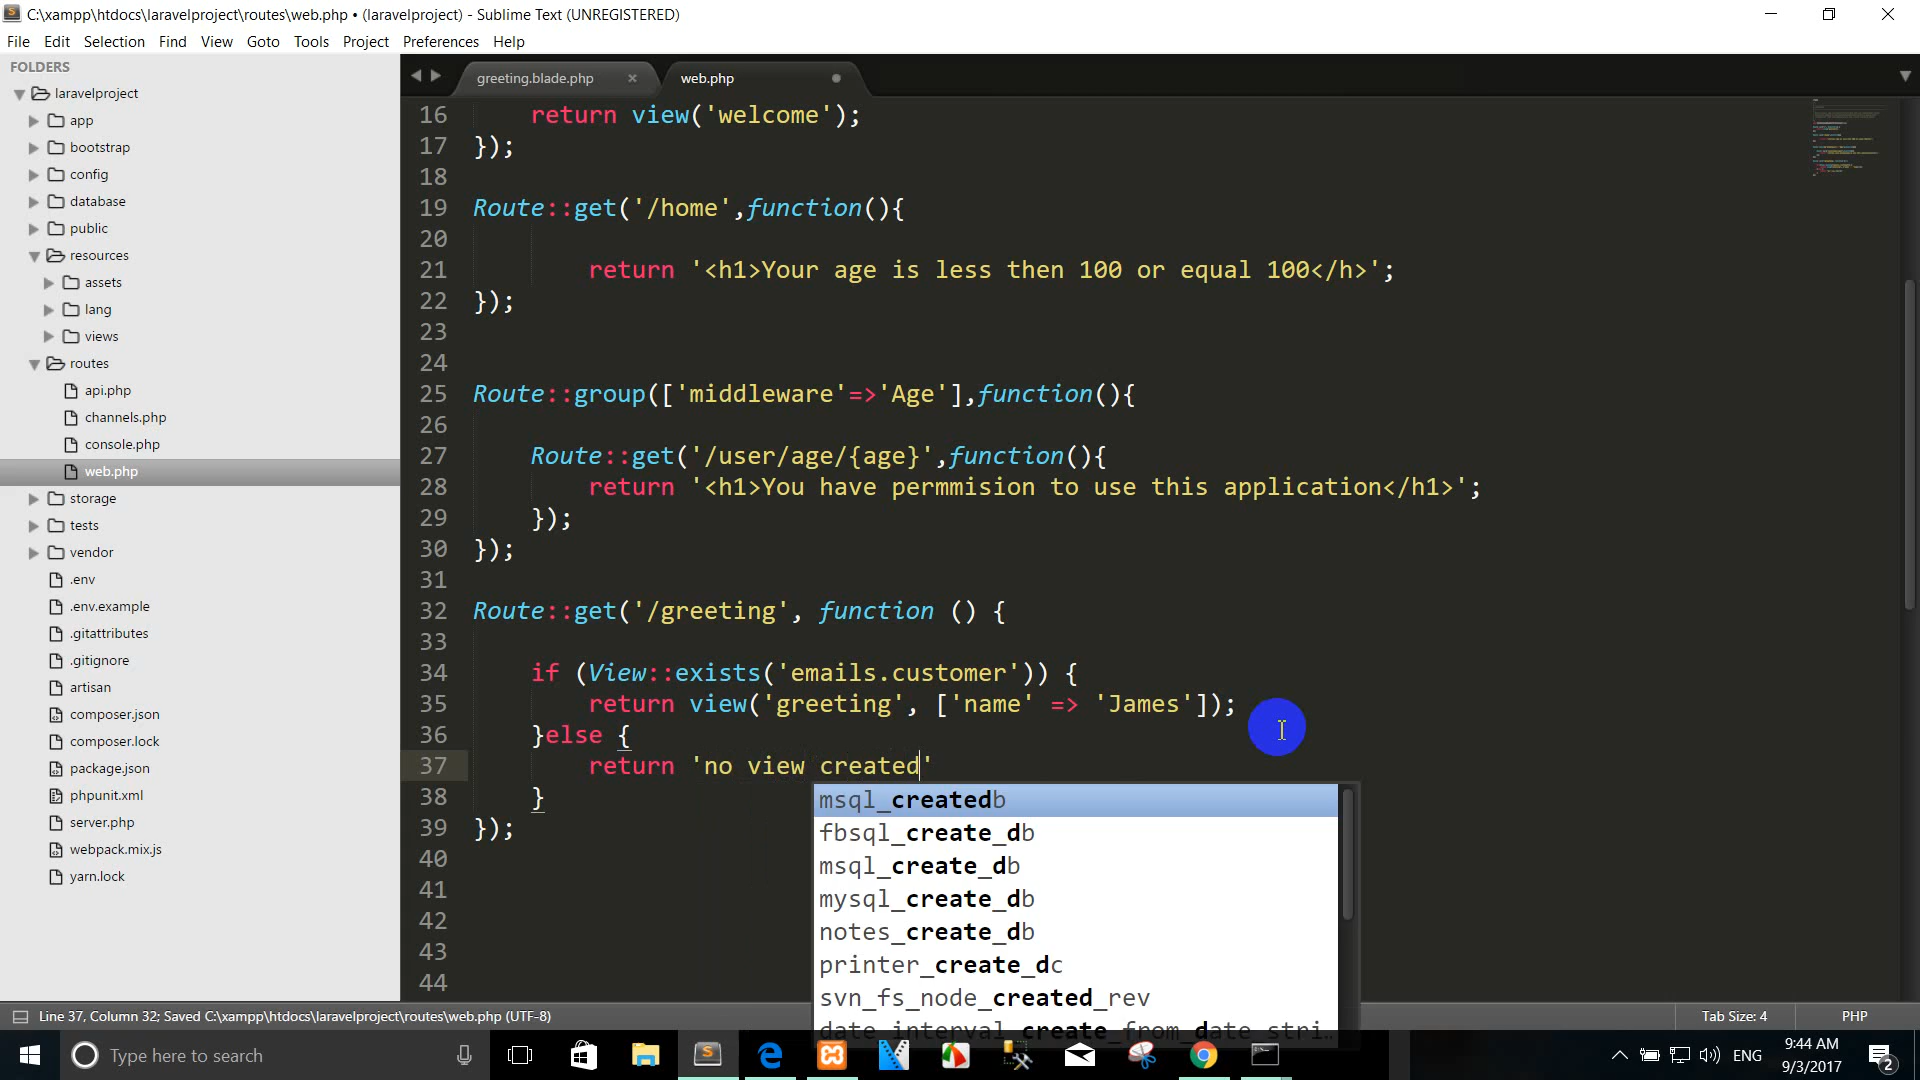 C:\xampp\htdocs\laravelproject\routes\web.php • (laravelproject) - Sublime Text (UNREGISTERED)
File Edit Selection Find View Goto Tools Project Preferences Help
FOLDERS
laravelproject
app
bootstrap
config
database
public
resources
assets
lang
views
routes
api.php
channels.php
console.php
web.php
storage
tests
vendor
.env
.env.example
.gitattributes
.gitignore
artisan
composer.json
composer.lock
package.json
phpunit.xml
server.php
webpack.mix.js
yarn.lock
greeting.blade.php × web.php
16     return view('welcome');
17 });
18
19 Route::get('/home',function(){
20
21         return '<h1>Your age is less then 100 or equal 100</h>';
22 });
23
24
25 Route::group(['middleware'=>'Age'],function(){
26
27     Route::get('/user/age/{age}',function(){
28         return '<h1>You have permmision to use this application</h1>';
29     });
30 });
31
32 Route::get('/greeting', function () {
33
34     if (View::exists('emails.customer')) {
35         return view('greeting', ['name' => 'James']);
36     }else {
37         return 'no view created'
38     }
39 });
40
41
42
43
44
msql_createdb
fbsql_create_db
msql_create_db
mysql_create_db
notes_create_db
printer_create_dc
svn_fs_node_created_rev
date_interval_create_from_date_stri...
Line 37, Column 32; Saved C:\xampp\htdocs\laravelproject\routes\web.php (UTF-8) Tab Size: 4 PHP
Type here to search
ENG
9:44 AM
9/3/2017
2